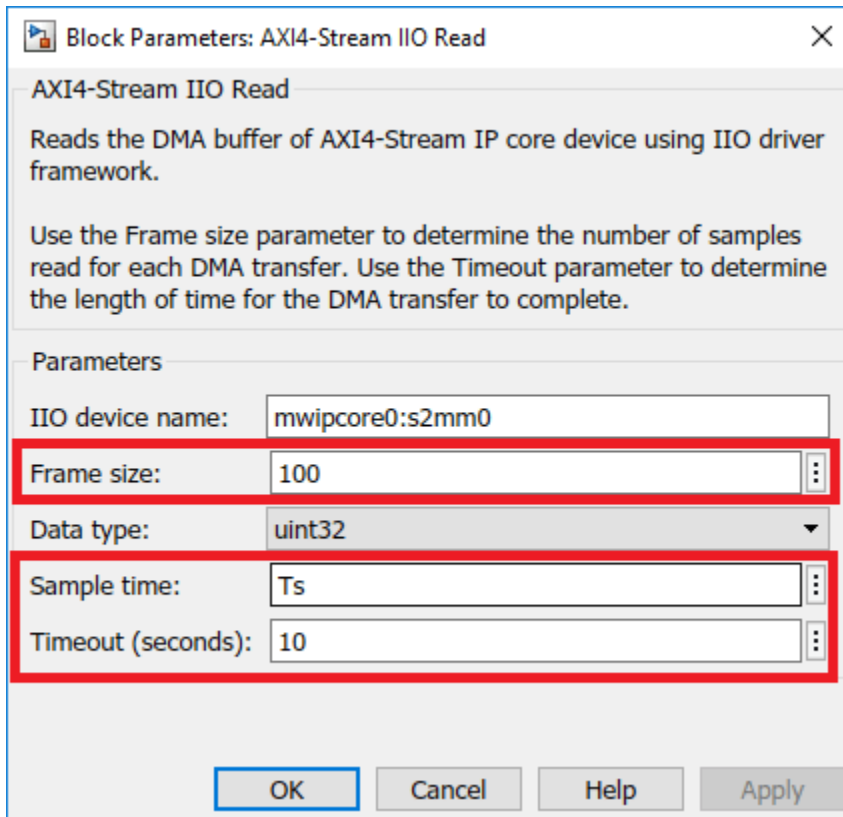 Block Parameters: AXI4-Stream IIO Read
AXI4-Stream IIO Read
Reads the DMA buffer of AXI4-Stream IP core device using IIO driver
framework.
Use the Frame size parameter to determine the number of samples
read for each DMA transfer. Use the Timeout parameter to determine
the length of time for the DMA transfer to complete.
Parameters
IIO device name: mwipcore0:s2mm0
Frame size: 100
Data type: uint32
Sample time: Ts
Timeout (seconds): 10
OK Cancel Help Apply